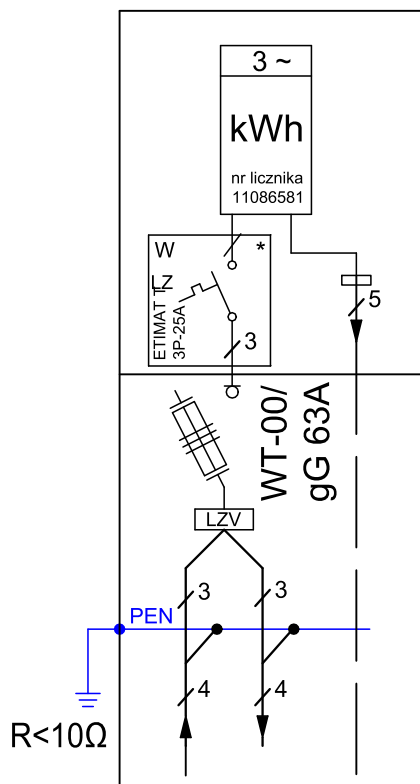 3 ~
kWh
nr licznika
11086581
W
*
LZ
ETIMAT T
3P-25A
3
5
WT-00/
gG 63A
LZV
3
3
PEN
4
4
R<10Ω